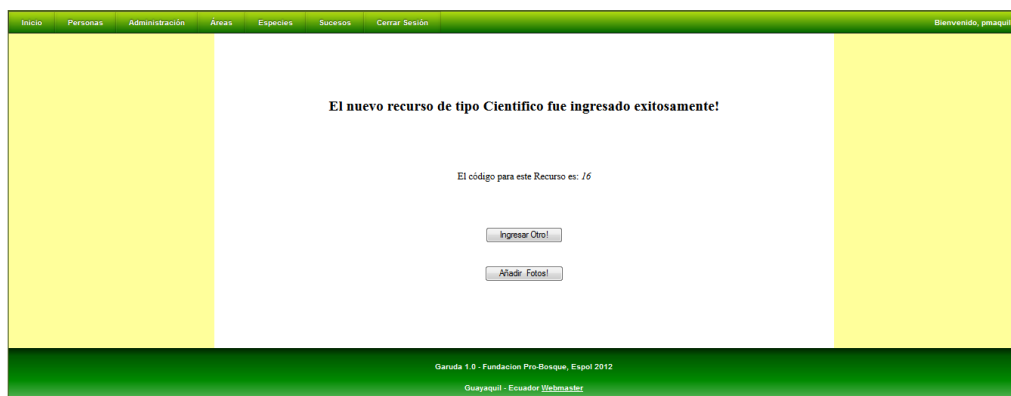 Inicio Personas Administración Áreas Especies Sucesos Cerrar Sesión Bienvenido, pmaquil
El nuevo recurso de tipo Cientifico fue ingresado exitosamente!
El código para este Recurso es: 16
Ingresar Otro!
Añadir Fotos!
Garuda 1.0 - Fundacion Pro-Bosque, Espol 2012
Guayaquil - Ecuador Webmaster